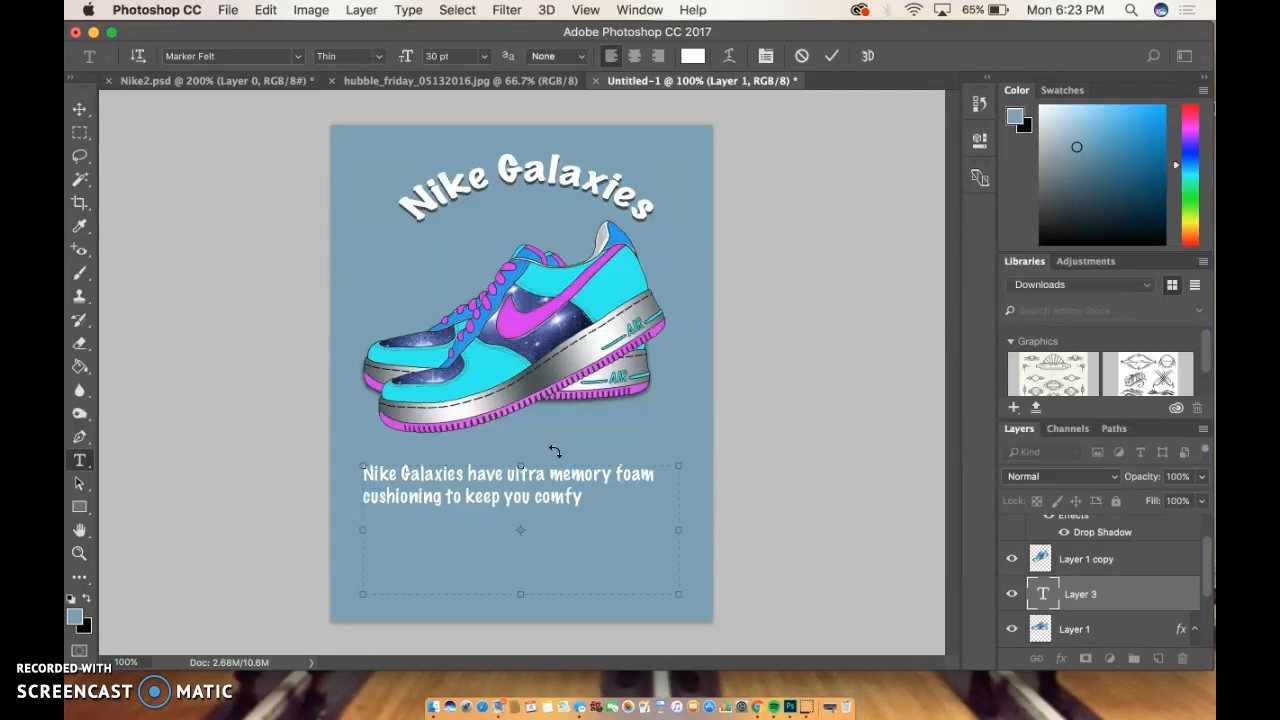 Photoshop CC File Edit Image Layer Type Select Filter 3D View Window Help 65% Mon 6:23 PM
Adobe Photoshop CC 2017
Marker Felt Thin 30 pt None 3D
Nike2.psd @ 200% (Layer 0, RGB/8#) * hubble_friday_05132016.jpg @ 66.7% (RGB/8) Untitled-1 @ 100% (Layer 1, RGB/8) *
Color Swatches
Nike Galaxies
AIR
AIR
Nike Galaxies have ultra memory foam
cushioning to keep you comfy
Libraries Adjustments
Downloads
Search Adobe Stock
Graphics
Layers Channels Paths
Kind
Normal Opacity: 100%
Lock: Fill: 100%
Effects
Drop Shadow
Layer 1 copy
Layer 3
Layer 1 fx
100% Doc: 2.68M/10.6M
RECORDED WITH
SCREENCAST MATIC